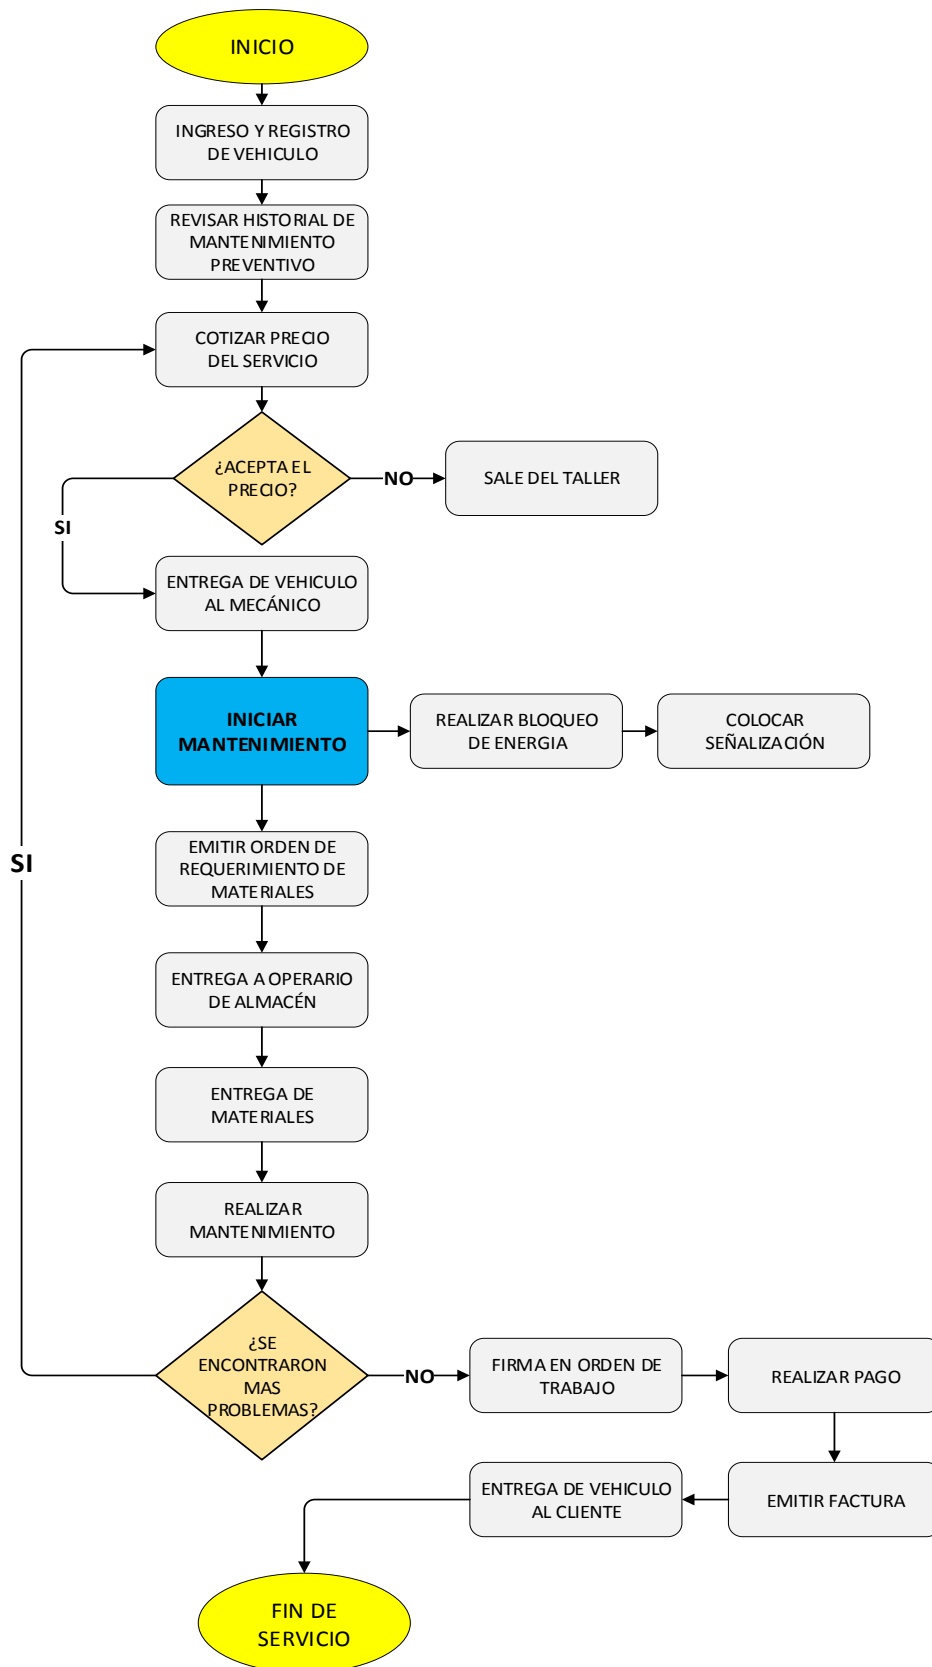 INICIO
INGRESO Y REGISTRO
DE VEHICULO
REVISAR HISTORIAL DE
MANTENIMIENTO
PREVENTIVO
COTIZAR PRECIO
DEL SERVICIO
¿ACEPTA EL
PRECIO?
NO
SALE DEL TALLER
SI
ENTREGA DE VEHICULO
AL MECÁNICO
INICIAR
MANTENIMIENTO
REALIZAR BLOQUEO
DE ENERGIA
COLOCAR
SEÑALIZACIÓN
EMITIR ORDEN DE
REQUERIMIENTO DE
MATERIALES
SI
ENTREGA A OPERARIO
DE ALMACÉN
ENTREGA DE
MATERIALES
REALIZAR
MANTENIMIENTO
¿SE
ENCONTRARON
MAS
PROBLEMAS?
NO
FIRMA EN ORDEN DE
TRABAJO
REALIZAR PAGO
EMITIR FACTURA
ENTREGA DE VEHICULO
AL CLIENTE
FIN DE
SERVICIO